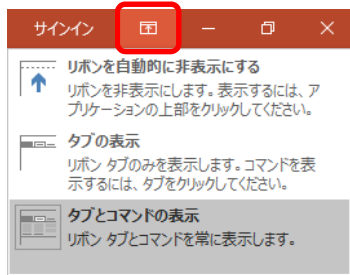 サインイン
リボンを自動的に非表示にする
リボンを非表示にします。表示するには、ア
プリケーションの上部をクリックしてください。
タブの表示
リボン タブのみを表示します。コマンドを表
示するには、タブをクリックしてください。
タブとコマンドの表示
リボン タブとコマンドを常に表示します。